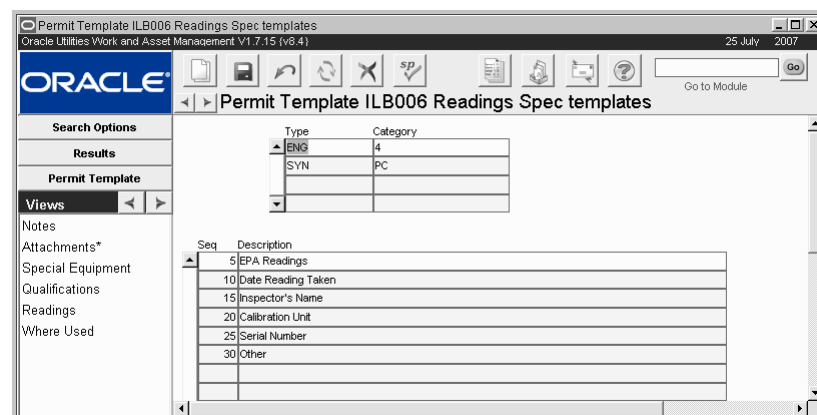 Permit Template ILB006 Readings Spec templates
Oracle Utilities Work and Asset Management V1.7.15 (v8.4) 25 July 2007
ORACLE
sp
Go
Go to Module
Permit Template ILB006 Readings Spec templates
Search Options
Results
Permit Template
Views
Notes
Attachments*
Special Equipment
Qualifications
Readings
Where Used
Type Category
ENG 4
SYN PC
Seq Description
5 EPA Readings
10 Date Reading Taken
15 Inspector's Name
20 Calibration Unit
25 Serial Number
30 Other